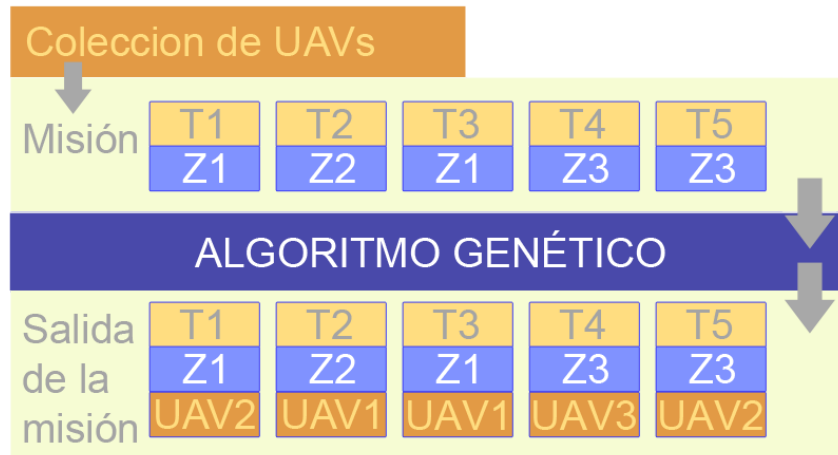 Coleccion de UAVs
Misión
T1 T2 T3 T4 T5
Z1 Z2 Z1 Z3 Z3
ALGORITMO GENÉTICO
Salida
de la
misión
T1 T2 T3 T4 T5
Z1 Z2 Z1 Z3 Z3
UAV2 UAV1 UAV1 UAV3 UAV2